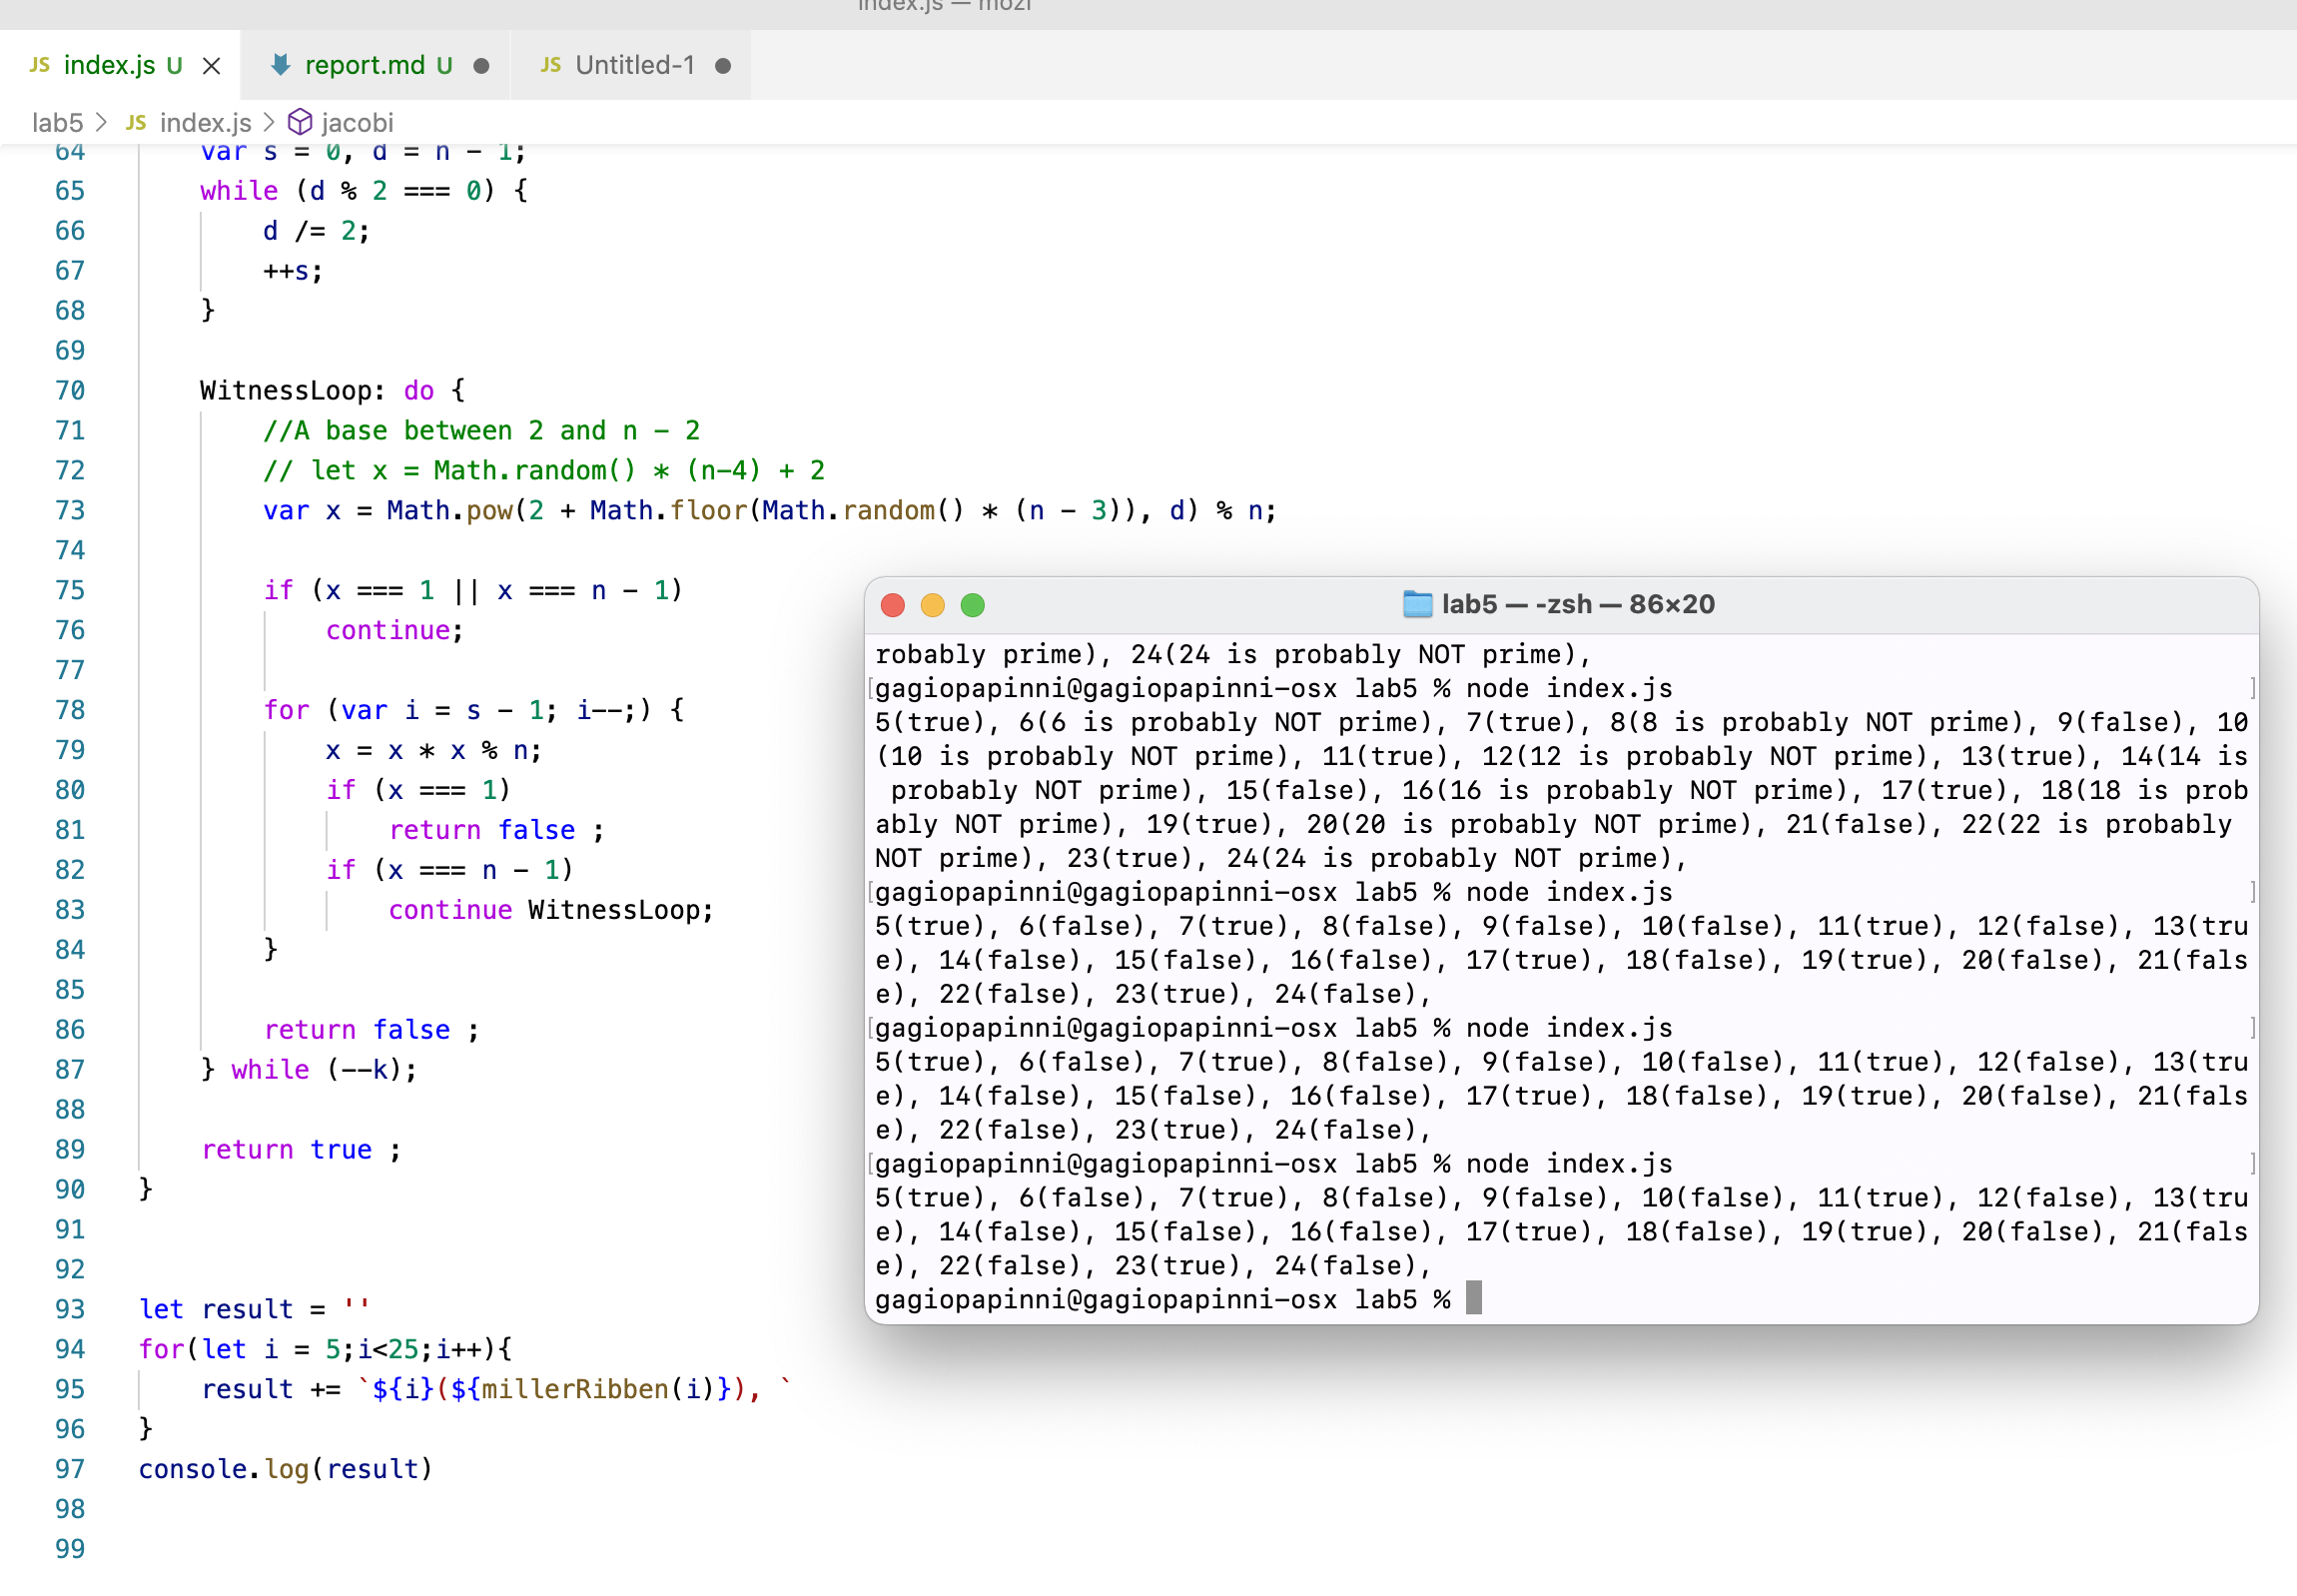 index.js — mozi
JS index.js U
report.md U
JS Untitled-1
lab5 > JS index.js > jacobi
64 var s = 0, d = n - 1;
65 while (d % 2 === 0) {
66 d /= 2;
67 ++s;
68 }
69
70 WitnessLoop: do {
71 //A base between 2 and n - 2
72 // let x = Math.random() * (n-4) + 2
73 var x = Math.pow(2 + Math.floor(Math.random() * (n - 3)), d) % n;
74
75 if (x === 1 || x === n - 1)
76 continue;
77
78 for (var i = s - 1; i--;) {
79 x = x * x % n;
80 if (x === 1)
81 return false ;
82 if (x === n - 1)
83 continue WitnessLoop;
84 }
85
86 return false ;
87 } while (--k);
88
89 return true ;
90 }
91
92
93 let result = ''
94 for(let i = 5;i<25;i++){
95 result += `${i}(${millerRibben(i)}), `
96 }
97 console.log(result)
98
99
lab5 — -zsh — 86×20
robably prime), 24(24 is probably NOT prime),
[gagiopapinni@gagiopapinni-osx lab5 % node index.js ]
5(true), 6(6 is probably NOT prime), 7(true), 8(8 is probably NOT prime), 9(false), 10
(10 is probably NOT prime), 11(true), 12(12 is probably NOT prime), 13(true), 14(14 is
probably NOT prime), 15(false), 16(16 is probably NOT prime), 17(true), 18(18 is prob
ably NOT prime), 19(true), 20(20 is probably NOT prime), 21(false), 22(22 is probably
NOT prime), 23(true), 24(24 is probably NOT prime),
[gagiopapinni@gagiopapinni-osx lab5 % node index.js ]
5(true), 6(false), 7(true), 8(false), 9(false), 10(false), 11(true), 12(false), 13(tru
e), 14(false), 15(false), 16(false), 17(true), 18(false), 19(true), 20(false), 21(fals
e), 22(false), 23(true), 24(false),
[gagiopapinni@gagiopapinni-osx lab5 % node index.js ]
5(true), 6(false), 7(true), 8(false), 9(false), 10(false), 11(true), 12(false), 13(tru
e), 14(false), 15(false), 16(false), 17(true), 18(false), 19(true), 20(false), 21(fals
e), 22(false), 23(true), 24(false),
[gagiopapinni@gagiopapinni-osx lab5 % node index.js ]
5(true), 6(false), 7(true), 8(false), 9(false), 10(false), 11(true), 12(false), 13(tru
e), 14(false), 15(false), 16(false), 17(true), 18(false), 19(true), 20(false), 21(fals
e), 22(false), 23(true), 24(false),
gagiopapinni@gagiopapinni-osx lab5 %